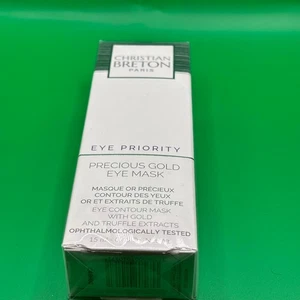 CHRISTIAN
BRETON
PARIS
EYE PRIORITY
PRECIOUS GOLD
EYE MASK
MASQUE OR PRÉCIEUX
CONTOUR DES YEUX
OR ET EXTRAITS DE TRUFFE
EYE CONTOUR MASK
WITH GOLD
AND TRUFFLE EXTRACTS
OPHTHALMOLOGICALLY TESTED